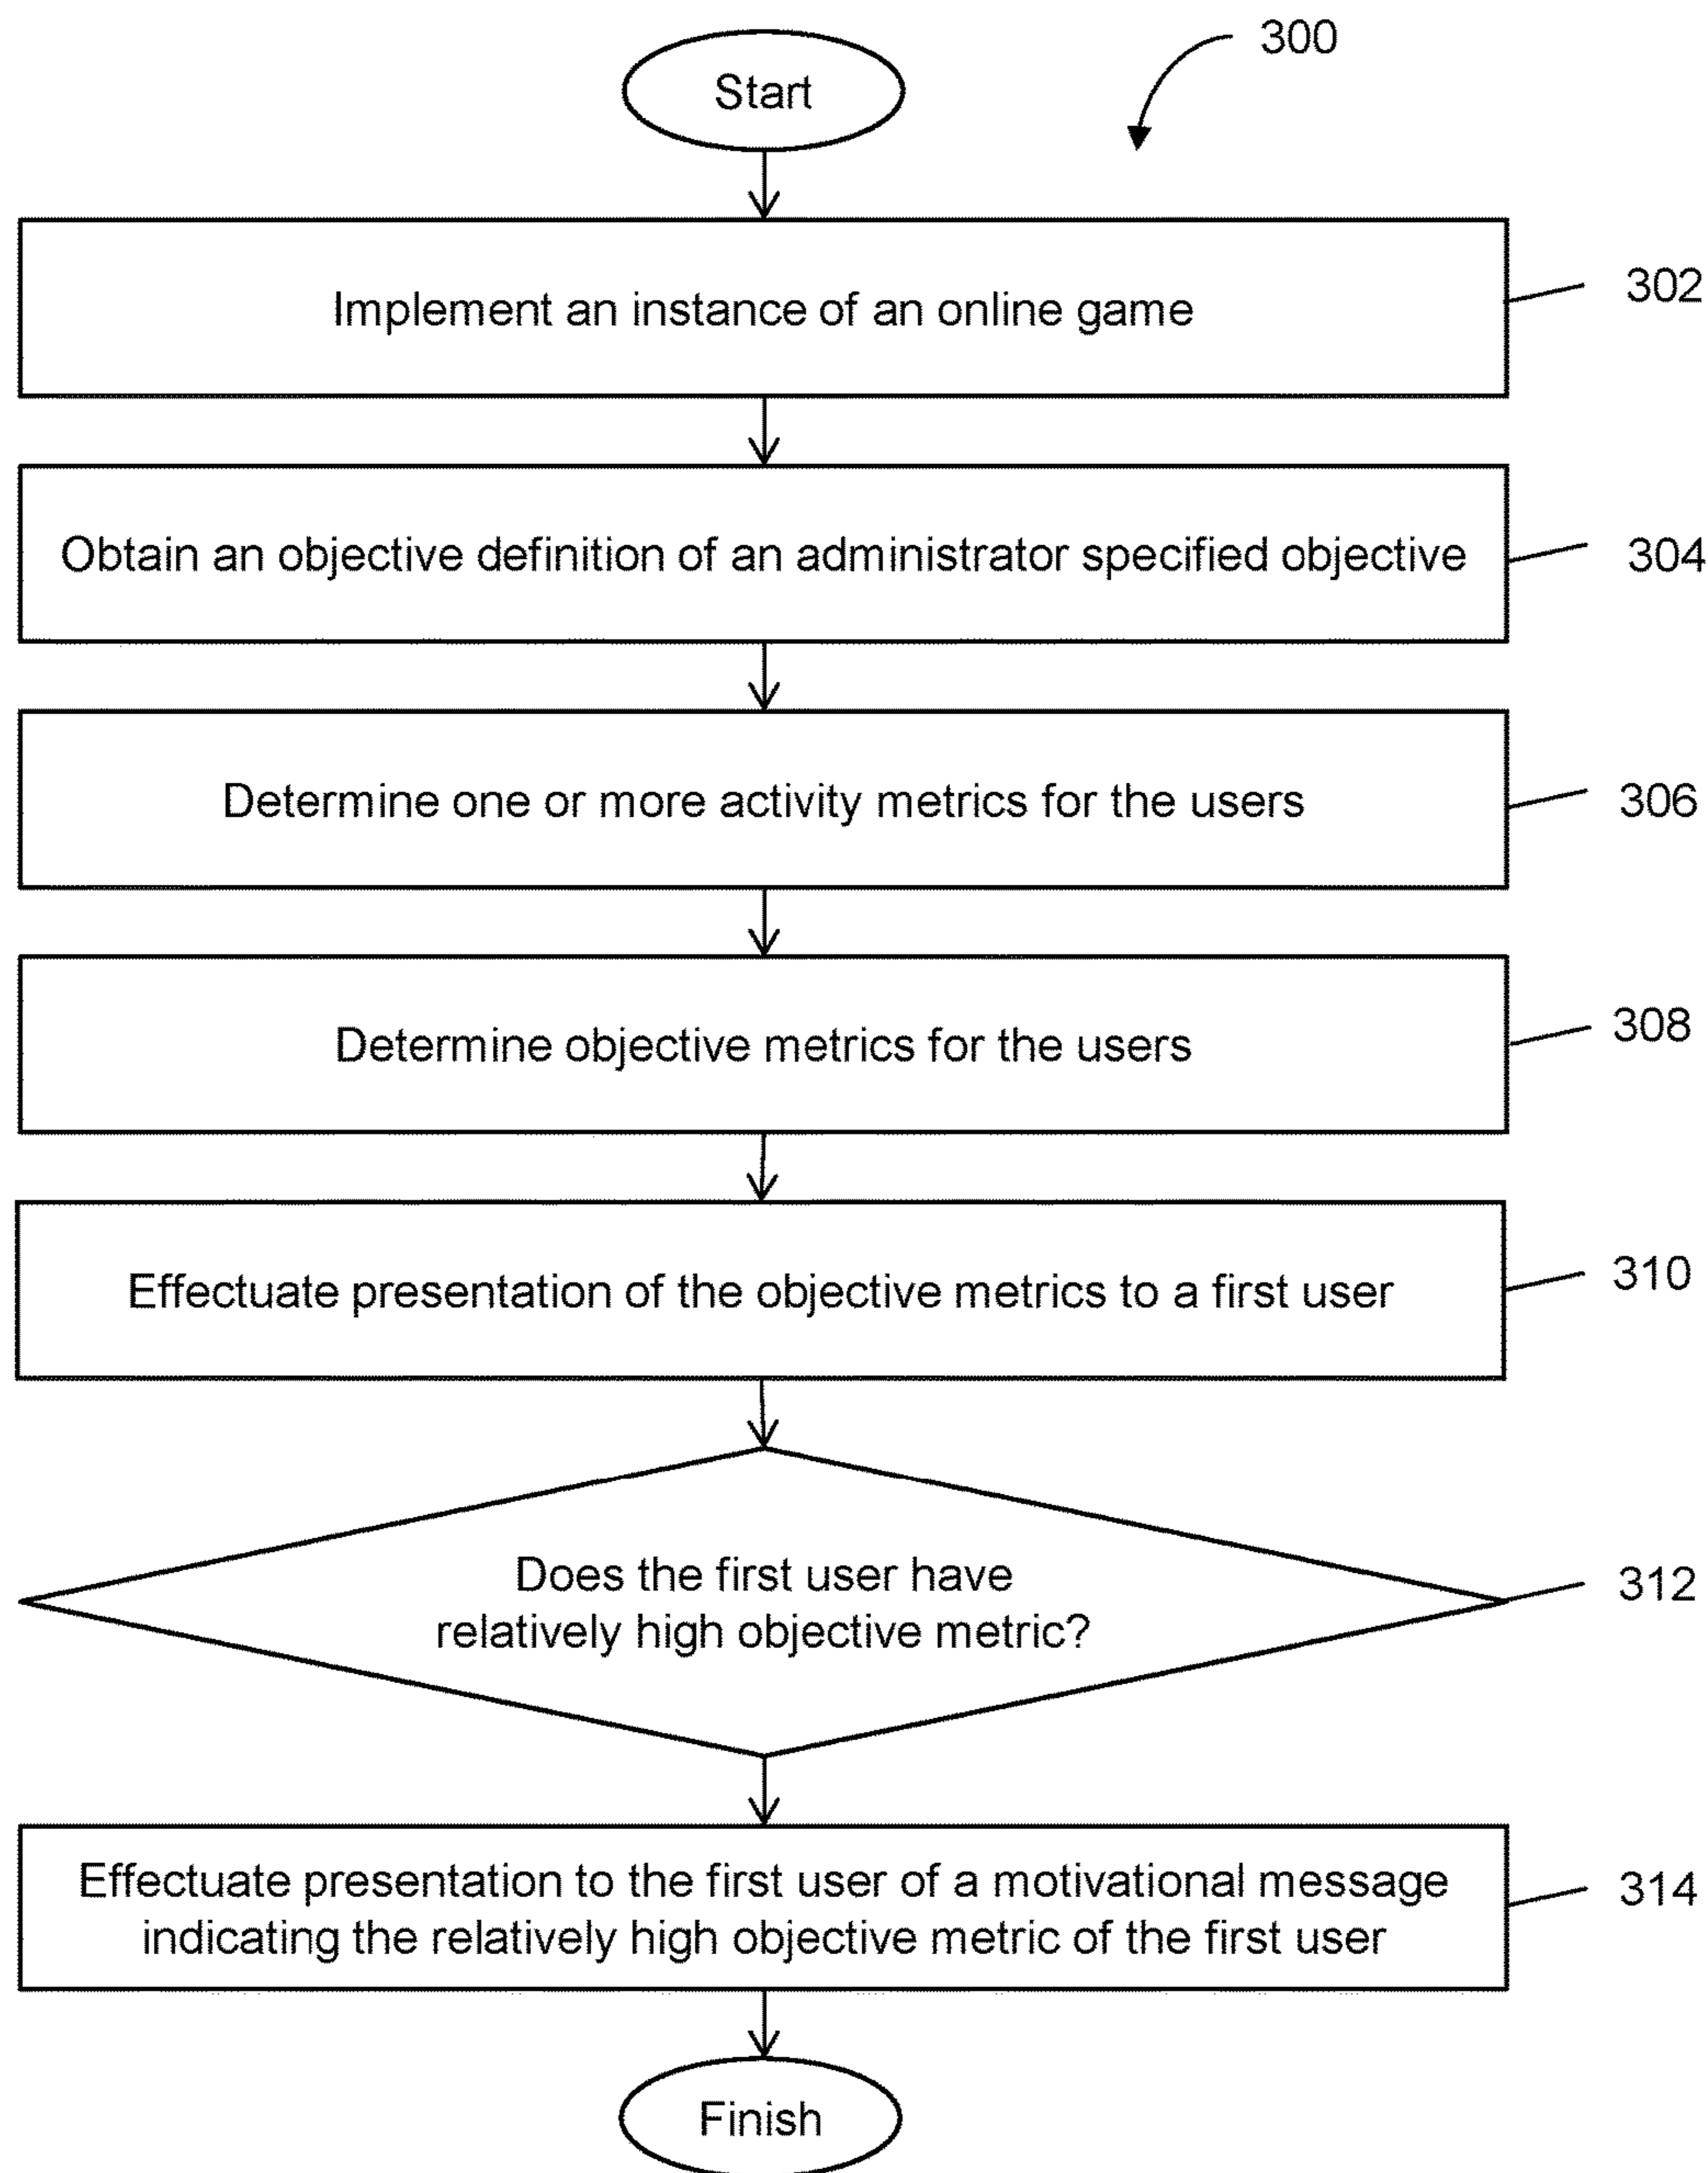 300
Start
Implement an instance of an online game
302
Obtain an objective definition of an administrator specified objective
304
Determine one or more activity metrics for the users
306
Determine objective metrics for the users
308
Effectuate presentation of the objective metrics to a first user
310
Does the first user have
relatively high objective metric?
312
Effectuate presentation to the first user of a motivational message
indicating the relatively high objective metric of the first user
314
Finish